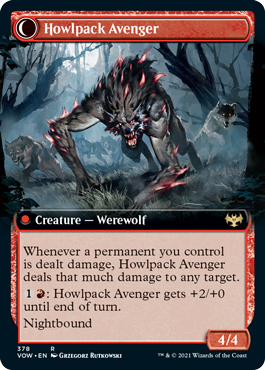 Howlpack Avenger
Creature — Werewolf
Whenever a permanent you control
is dealt damage, Howlpack Avenger
deals that much damage to any target.
1 : Howlpack Avenger gets +2/+0
until end of turn.
Nightbound
4/4
378 R
VOW • EN GRZEGORZ RUTKOWSKI
™ & © 2021 Wizards of the Coast